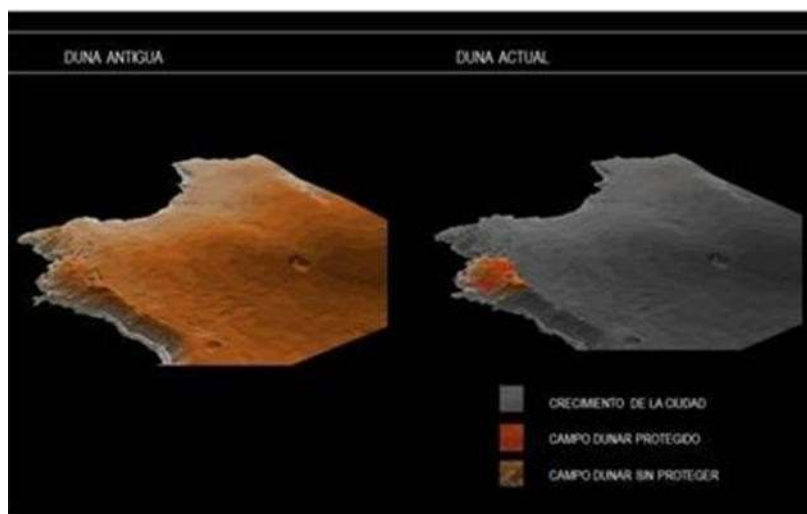 DUNA ANTIGUA
DUNA ACTUAL
CRECIMIENTO DE LA CIUDAD
CAMPO DUNAR PROTEGIDO
CAMPO DUNAR SIN PROTEGER